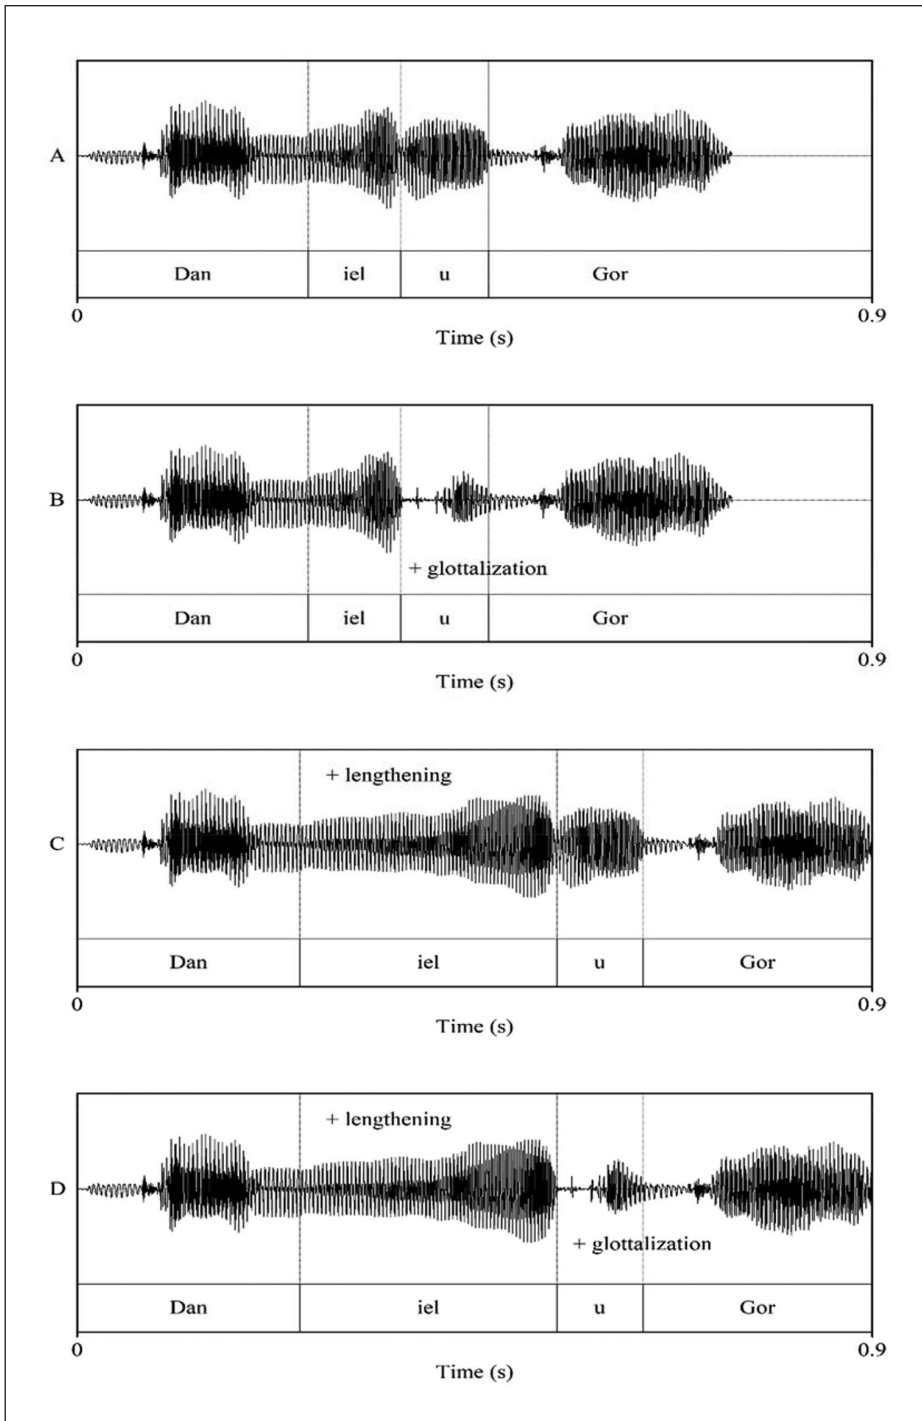 A
Dan iel u Gor
0 0.9
Time (s)
B
+ glottalization
Dan iel u Gor
0 0.9
Time (s)
+ lengthening
C
Dan iel u Gor
0 0.9
Time (s)
+ lengthening
D
+ glottalization
Dan iel u Gor
0 0.9
Time (s)